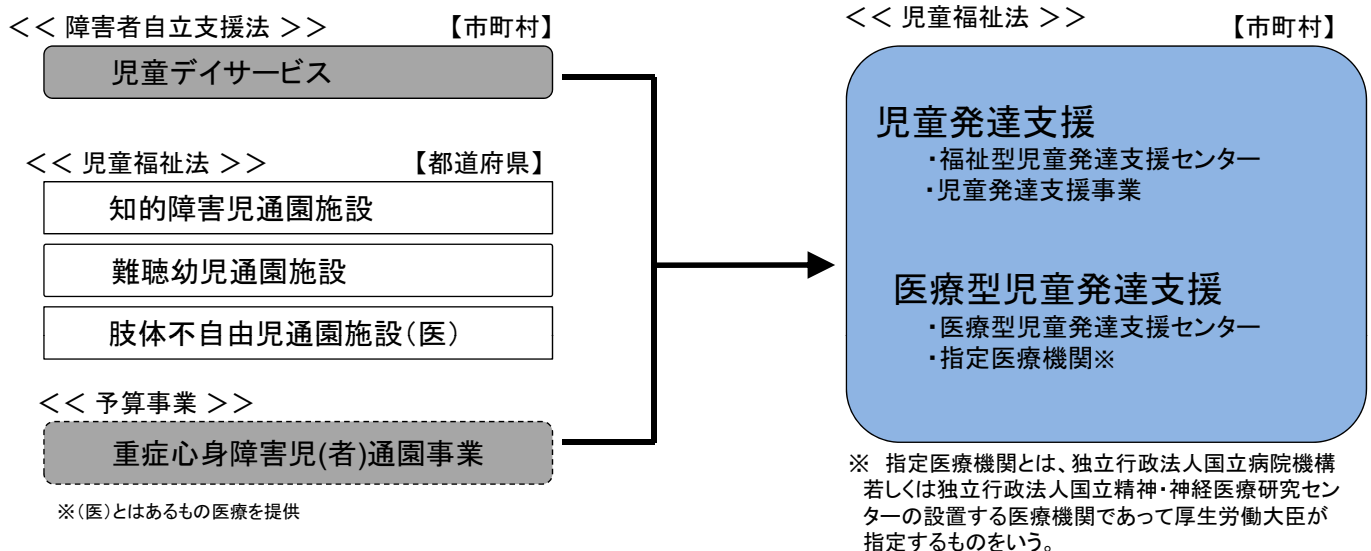 << 障害者自立支援法 >> 【市町村】
児童デイサービス
<< 児童福祉法 >> 【都道府県】
知的障害児通園施設
難聴幼児通園施設
肢体不自由児通園施設(医)
<< 予算事業 >>
重症心身障害児(者)通園事業
※(医)とはあるもの医療を提供
<< 児童福祉法 >> 【市町村】
児童発達支援
・福祉型児童発達支援センター
・児童発達支援事業
医療型児童発達支援
・医療型児童発達支援センター
・指定医療機関※
※ 指定医療機関とは、独立行政法人国立病院機構
若しくは独立行政法人国立精神・神経医療研究セン
ターの設置する医療機関であって厚生労働大臣が
指定するものをいう。